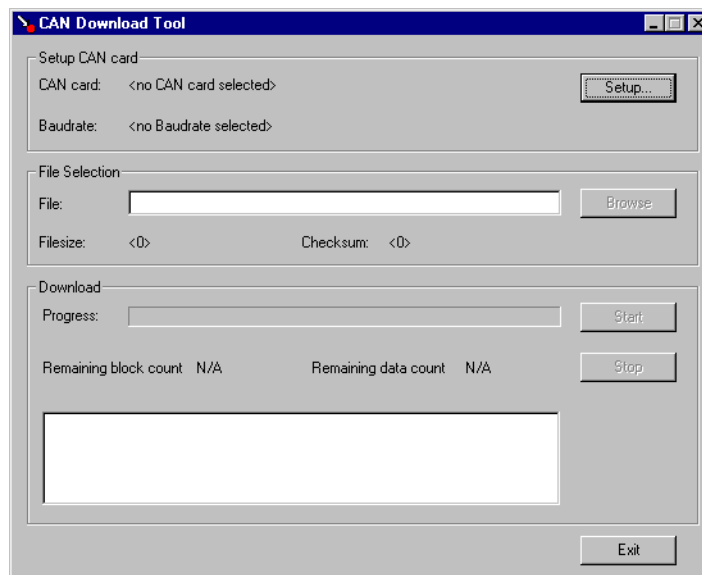 CAN Download Tool
Setup CAN card
CAN card: <no CAN card selected> Setup...
Baudrate: <no Baudrate selected>
File Selection
File: Browse
Filesize: <0> Checksum: <0>
Download
Progress: Start
Remaining block count N/A Remaining data count N/A Stop
Exit